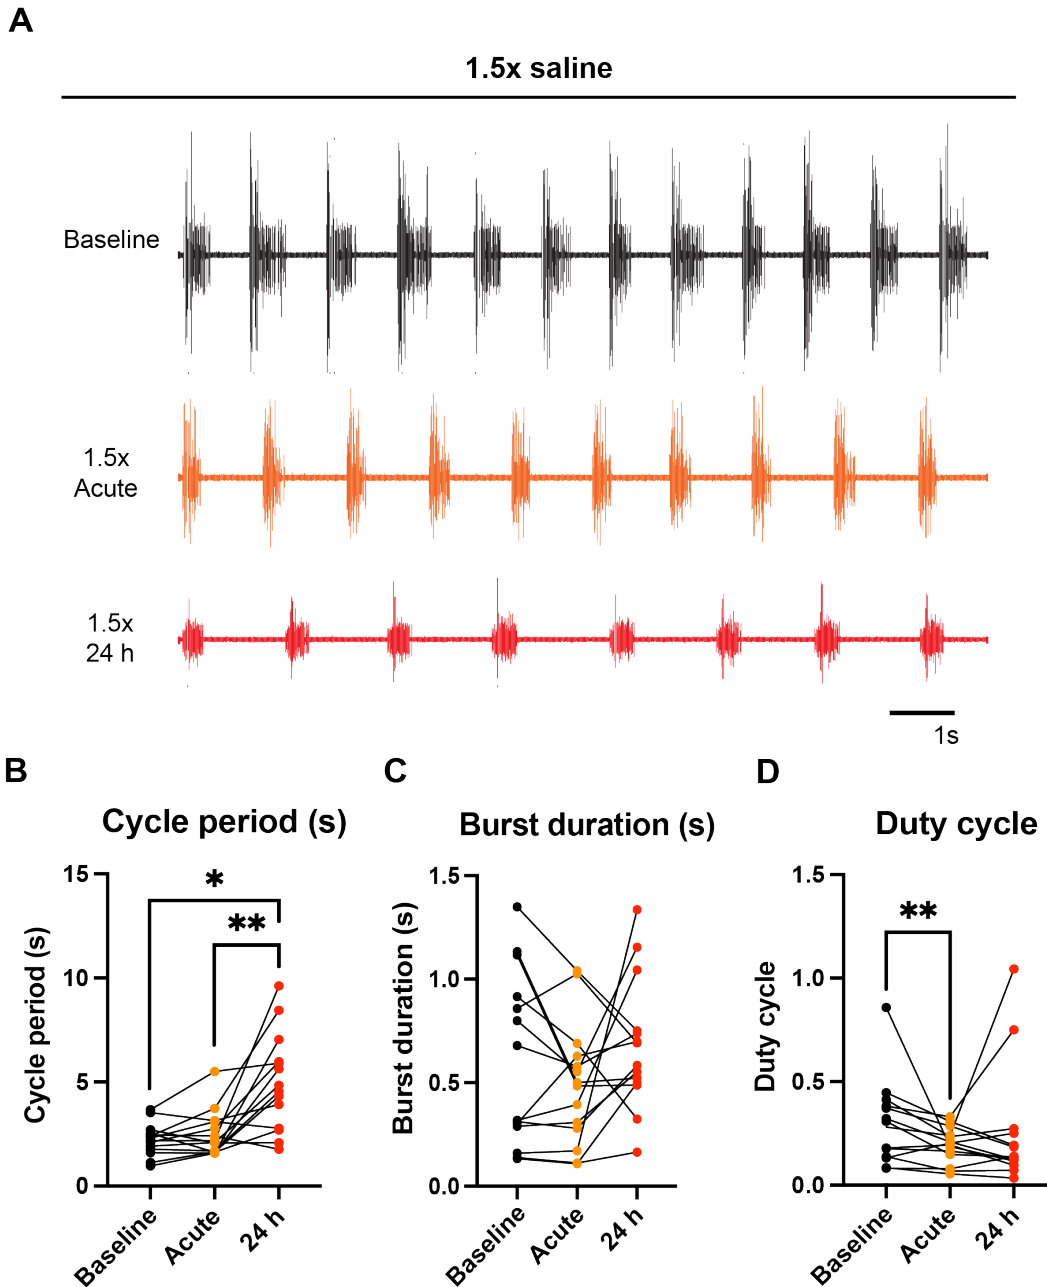 A
1.5x saline
Baseline
1.5x
Acute
1.5x
24 h
1s
B
C
D
Cycle period (s)
Burst duration (s)
Duty cycle
Cycle period (s)
15
10
5
0
*
**
Baseline
Acute
24 h
Burst duration (s)
1.5
1.0
0.5
0.0
Baseline
Acute
24 h
Duty cycle
1.5
1.0
0.5
0.0
**
Baseline
Acute
24 h